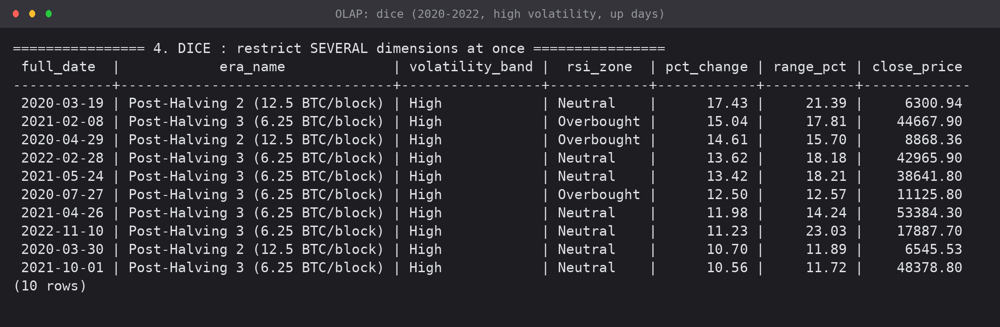 OLAP: dice (2020-2022, high volatility, up days)
================ 4. DICE : restrict SEVERAL dimensions at once ================
 full_date  |            era_name             | volatility_band |  rsi_zone  | pct_change | range_pct | close_price
------------+---------------------------------+-----------------+------------+------------+-----------+-------------
 2020-03-19 | Post-Halving 2 (12.5 BTC/block) | High            | Neutral    |      17.43 |     21.39 |     6300.94
 2021-02-08 | Post-Halving 3 (6.25 BTC/block) | High            | Overbought |      15.04 |     17.81 |    44667.90
 2020-04-29 | Post-Halving 2 (12.5 BTC/block) | High            | Overbought |      14.61 |     15.70 |     8868.36
 2022-02-28 | Post-Halving 3 (6.25 BTC/block) | High            | Neutral    |      13.62 |     18.18 |    42965.90
 2021-05-24 | Post-Halving 3 (6.25 BTC/block) | High            | Neutral    |      13.42 |     18.21 |    38641.80
 2020-07-27 | Post-Halving 3 (6.25 BTC/block) | High            | Overbought |      12.50 |     12.57 |    11125.80
 2021-04-26 | Post-Halving 3 (6.25 BTC/block) | High            | Neutral    |      11.98 |     14.24 |    53384.30
 2022-11-10 | Post-Halving 3 (6.25 BTC/block) | High            | Neutral    |      11.23 |     23.03 |    17887.70
 2020-03-30 | Post-Halving 2 (12.5 BTC/block) | High            | Neutral    |      10.70 |     11.89 |     6545.53
 2021-10-01 | Post-Halving 3 (6.25 BTC/block) | High            | Neutral    |      10.56 |     11.72 |    48378.80
(10 rows)